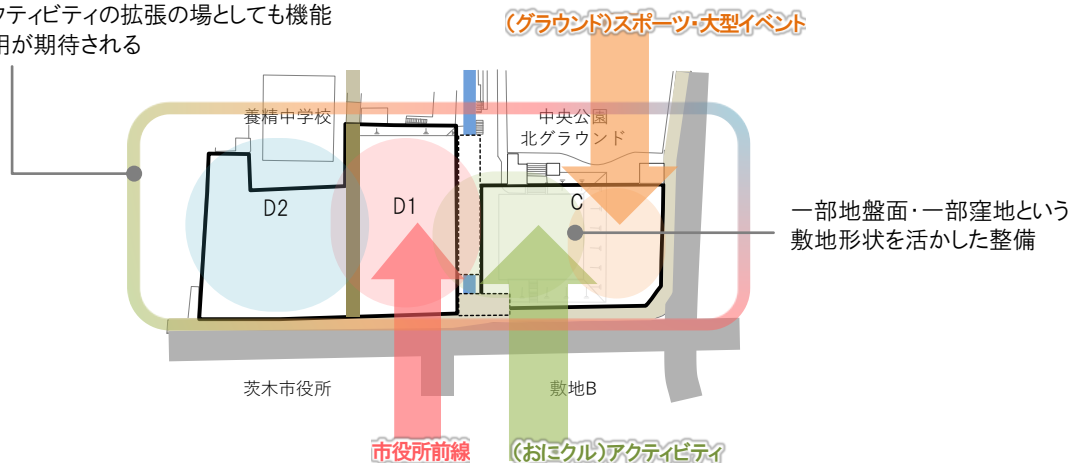 クティビティの拡張の場としても機能
用が期待される
(グラウンド)スポーツ・大型イベント
養精中学校
中央公園
北グラウンド
D2
D1
C
一部地盤面・一部窪地という
敷地形状を活かした整備
茨木市役所
敷地B
市役所前線
(おにクル)アクティビティ